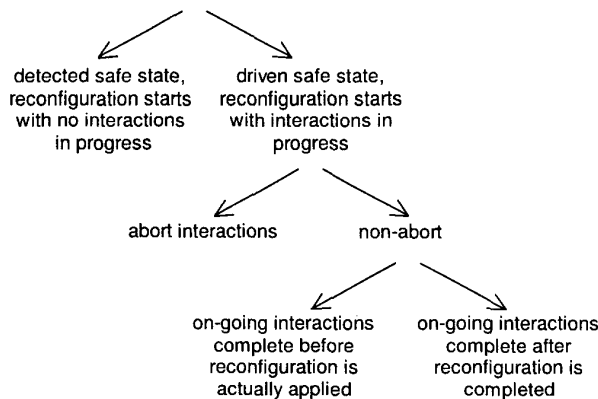 detected safe state,
reconfiguration starts
with no interactions
in progress
driven safe state,
reconfiguration starts
with interactions in
progress
abort interactions
non-abort
on-going interactions
complete before
reconfiguration is
actually applied
on-going interactions
complete after
reconfiguration is
completed